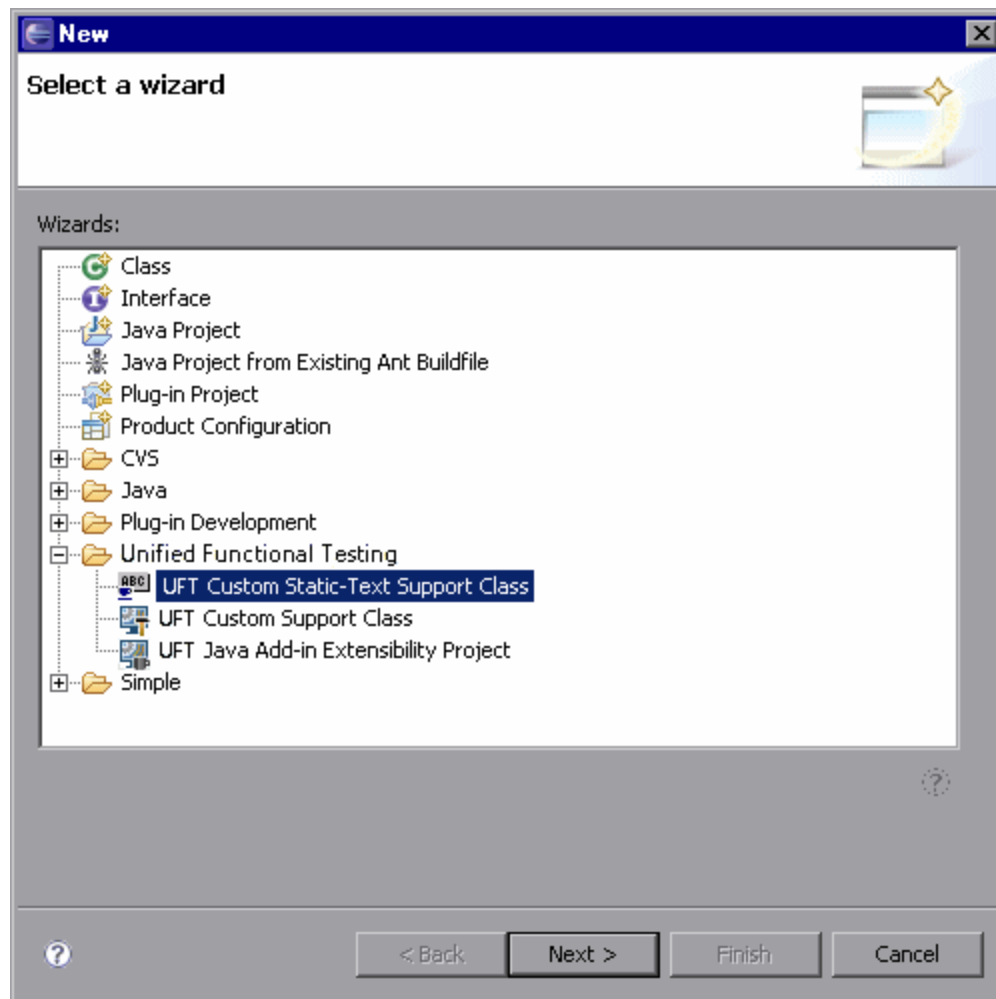 New
Select a wizard
Wizards:
Class
Interface
Java Project
Java Project from Existing Ant Buildfile
Plug-in Project
Product Configuration
CVS
Java
Plug-in Development
Unified Functional Testing
ABC UFT Custom Static-Text Support Class
UFT Custom Support Class
UFT Java Add-in Extensibility Project
Simple
< Back Next > Finish Cancel